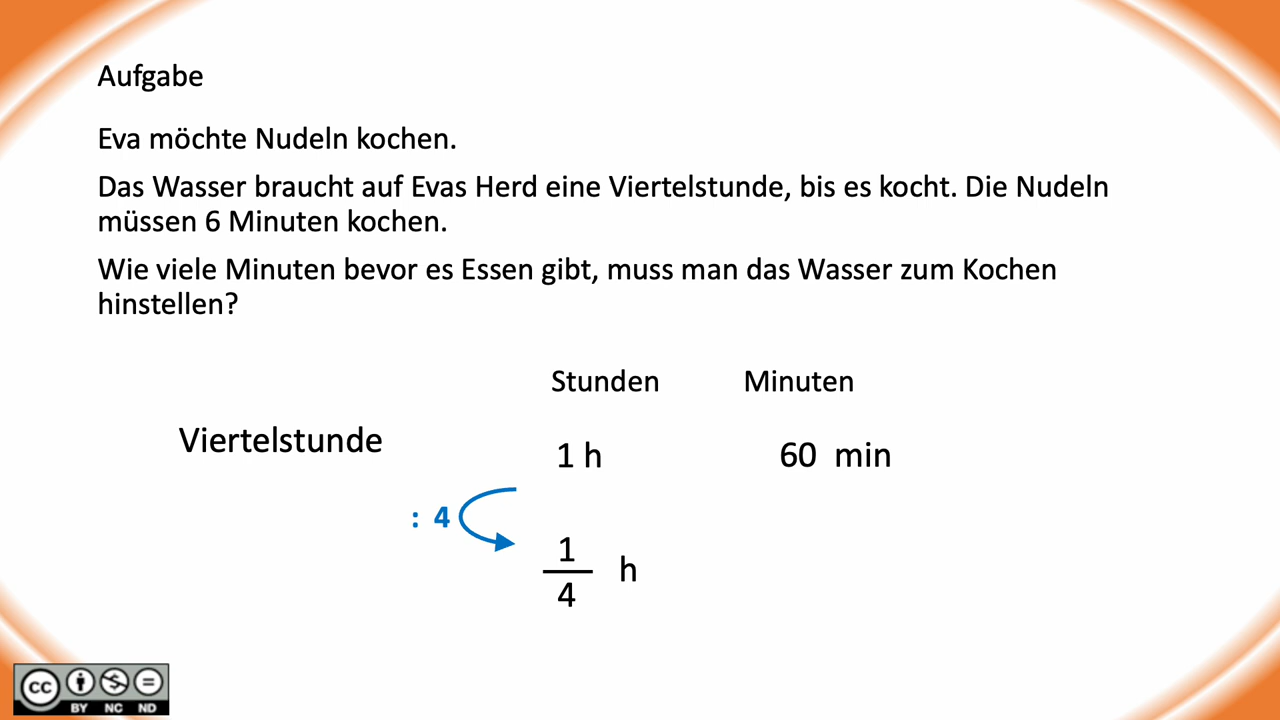 Aufgabe
Eva möchte Nudeln kochen.
Das Wasser braucht auf Evas Herd eine Viertelstunde, bis es kocht. Die Nudeln
müssen 6 Minuten kochen.
Wie viele Minuten bevor es Essen gibt, muss man das Wasser zum Kochen
hinstellen?
Stunden Minuten
Viertelstunde 1 h 60 min
: 4
1
4 h
cc BY NC ND